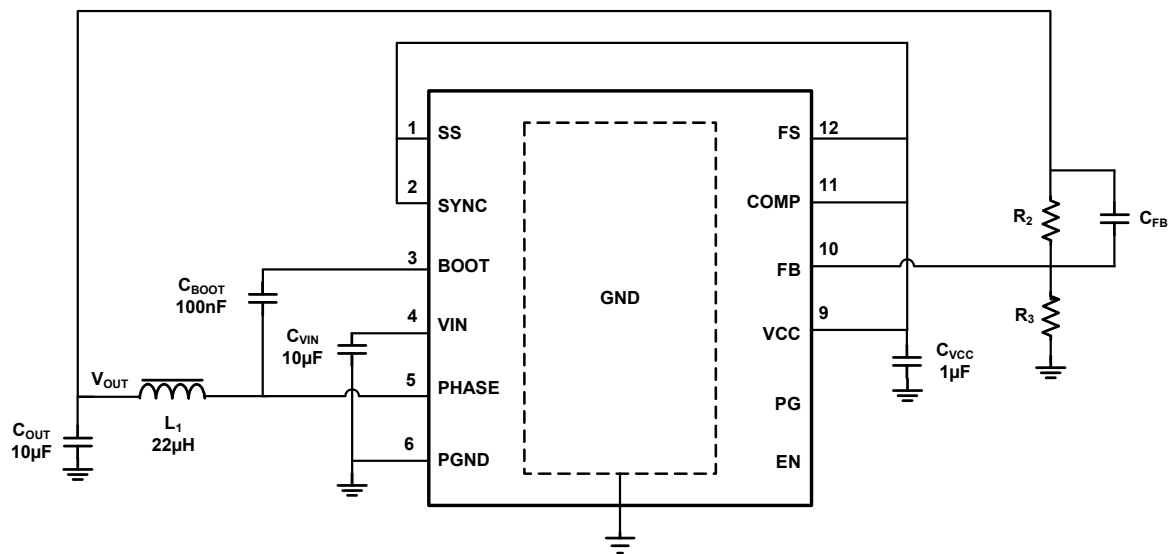 1
SS
FS
12
2
SYNC
COMP
11
R2
CFB
3
BOOT
FB
10
CBOOT
100nF
GND
4
VIN
CVIN
10µF
R3
VCC
9
CVCC
1µF
VOUT
5
PHASE
PG
L1
22µH
COUT
10µF
6
PGND
EN